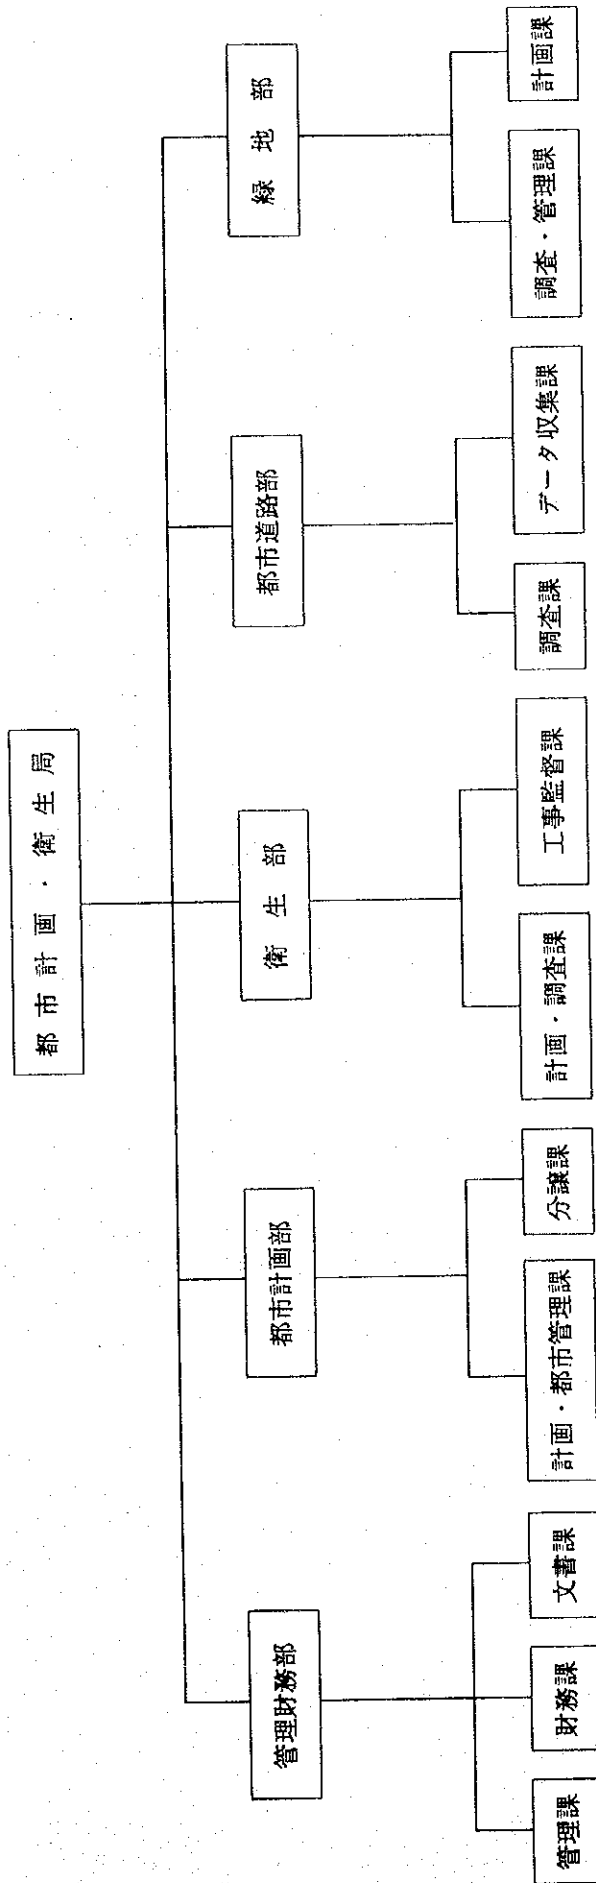 都市計画・衛生局
管理財務部
都市計画部
衛生部
都市道路部
緑地部
管理課
財務課
文書課
計画・都市管理課
分譲課
計画・調査課
工事監督課
調査課
データ収集課
調査・管理課
計画課